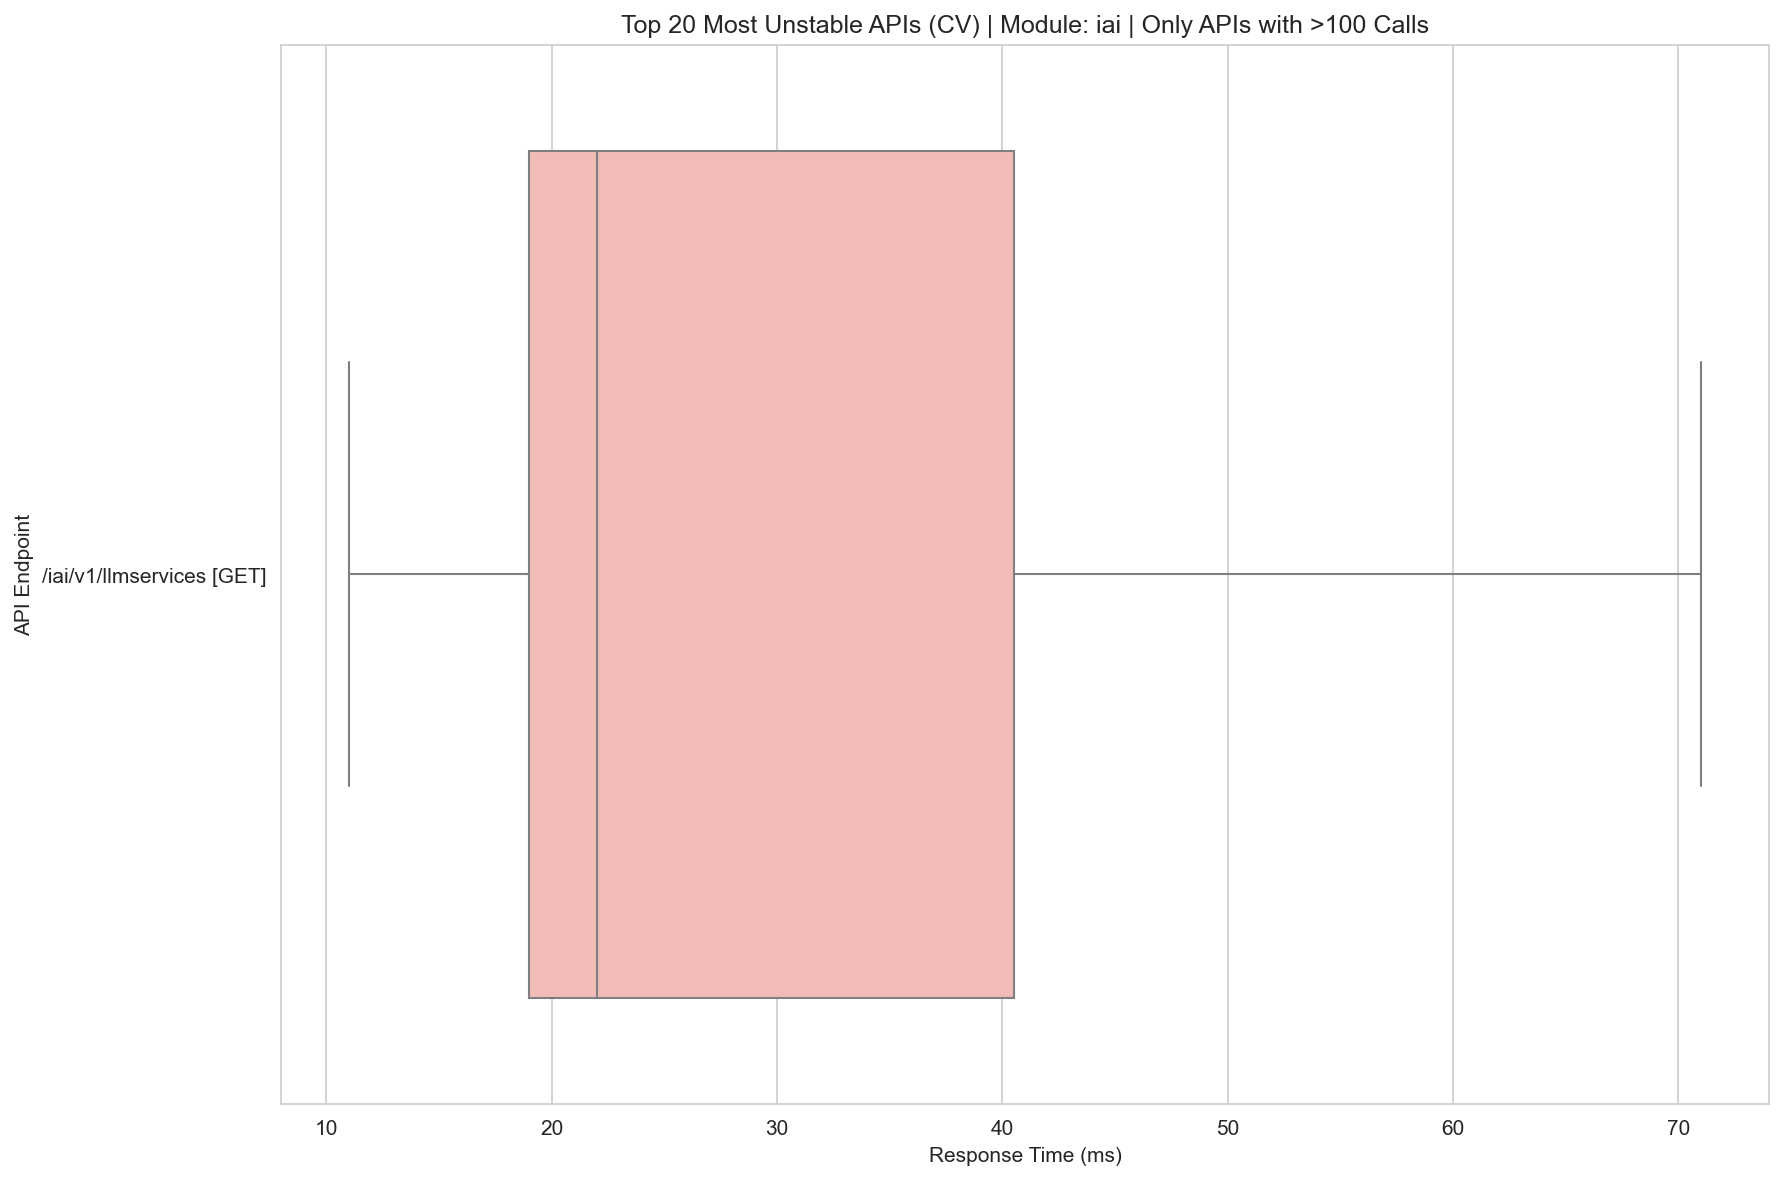 Top 20 Most Unstable APIs (CV) | Module: iai | Only APIs with >100 Calls
API Endpoint
/iai/v1/llmservices [GET]
10 20 30 40 50 60 70
Response Time (ms)